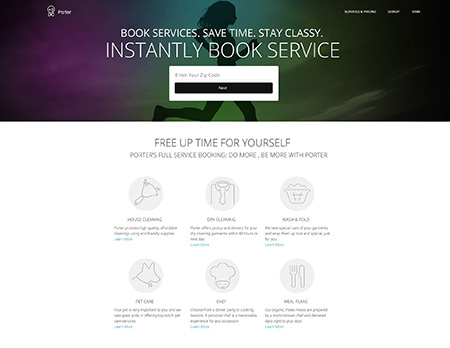 Porter
SERVICES & PRICING
SIGNUP
BOOK SERVICES. SAVE TIME. STAY CLASSY.
INSTANTLY BOOK SERVICE
Enter Your Zip Code
Next
FREE UP TIME FOR YOURSELF
PORTER'S FULL SERVICE BOOKING: DO MORE , BE MORE WITH PORTER
HOUSE CLEANING
Porter provides high quality, affordable
cleanings using eco-friendly supplies
Learn More
DRY CLEANING
Porter offers pickup and delivery for your
dry cleaning garments within 48 hours or
Learn More
WASH & FOLD
We take special care of your garments
and wash them up nice and special, just
for you
Learn More
PET CARE
Your pet is very important to you and we
take great pride in offering top notch pet
care services.
Learn More
CHEF
Choose from a dinner party to cooking
lessons. A personal chef is a memorable
experience for any occasion.
Learn More
MEAL PLANS
Our Organic, Paleo meals are prepared
by a world known chef and delivered
daily right to your door.
Learn More